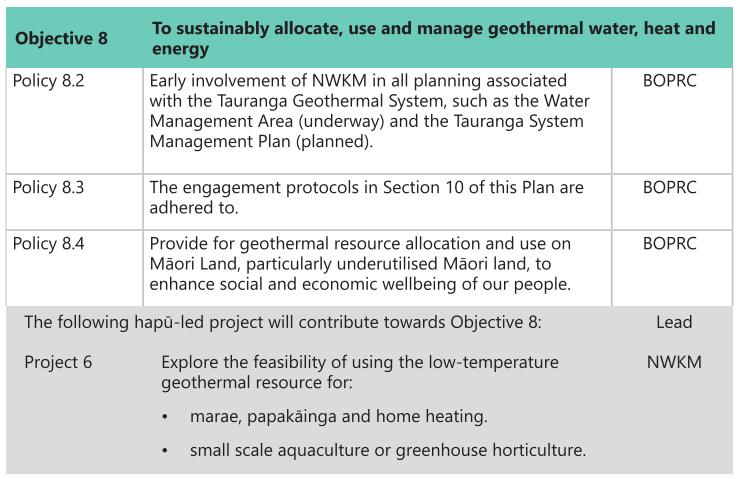 Objective 8
To sustainably allocate, use and manage geothermal water, heat and
energy
Policy 8.2
Early involvement of NWKM in all planning associated
with the Tauranga Geothermal System, such as the Water
Management Area (underway) and the Tauranga System
Management Plan (planned).
BOPRC
Policy 8.3
The engagement protocols in Section 10 of this Plan are
adhered to.
BOPRC
Policy 8.4
Provide for geothermal resource allocation and use on
Māori Land, particularly underutilised Māori land, to
enhance social and economic wellbeing of our people.
BOPRC
The following hapū-led project will contribute towards Objective 8:
Lead
Project 6
Explore the feasibility of using the low-temperature
geothermal resource for:
NWKM
• marae, papakāinga and home heating.
• small scale aquaculture or greenhouse horticulture.